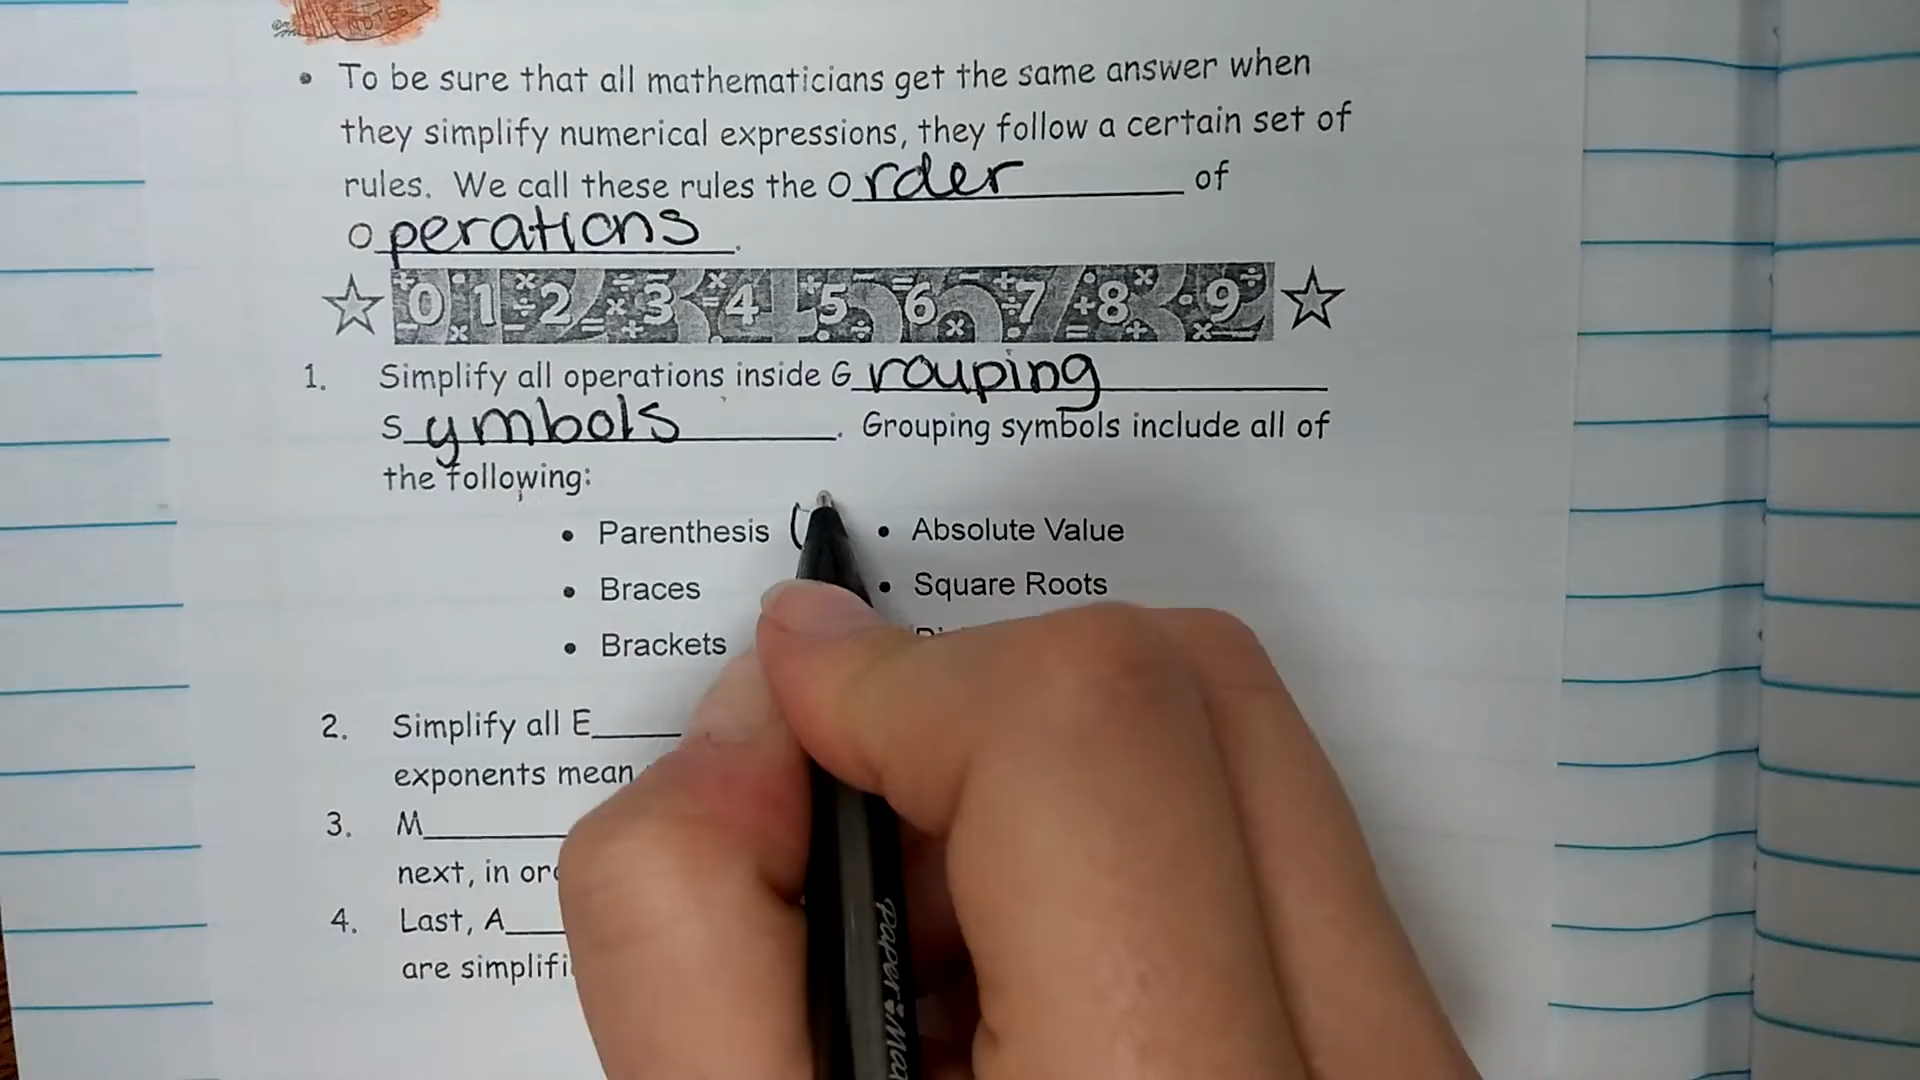 NOTES
• To be sure that all mathematicians get the same answer when
they simplify numerical expressions, they follow a certain set of
rules. We call these rules the Order of
Operations.
0 1 2 3 4 5 6 7 8 9
1. Simplify all operations inside Grouping
Symbols. Grouping symbols include all of
the following:
• Parenthesis ( • Absolute Value
• Braces • Square Roots
• Brackets
2. Simplify all E_____
exponents mean
3. M_____
next, in
4. Last, A_____
are